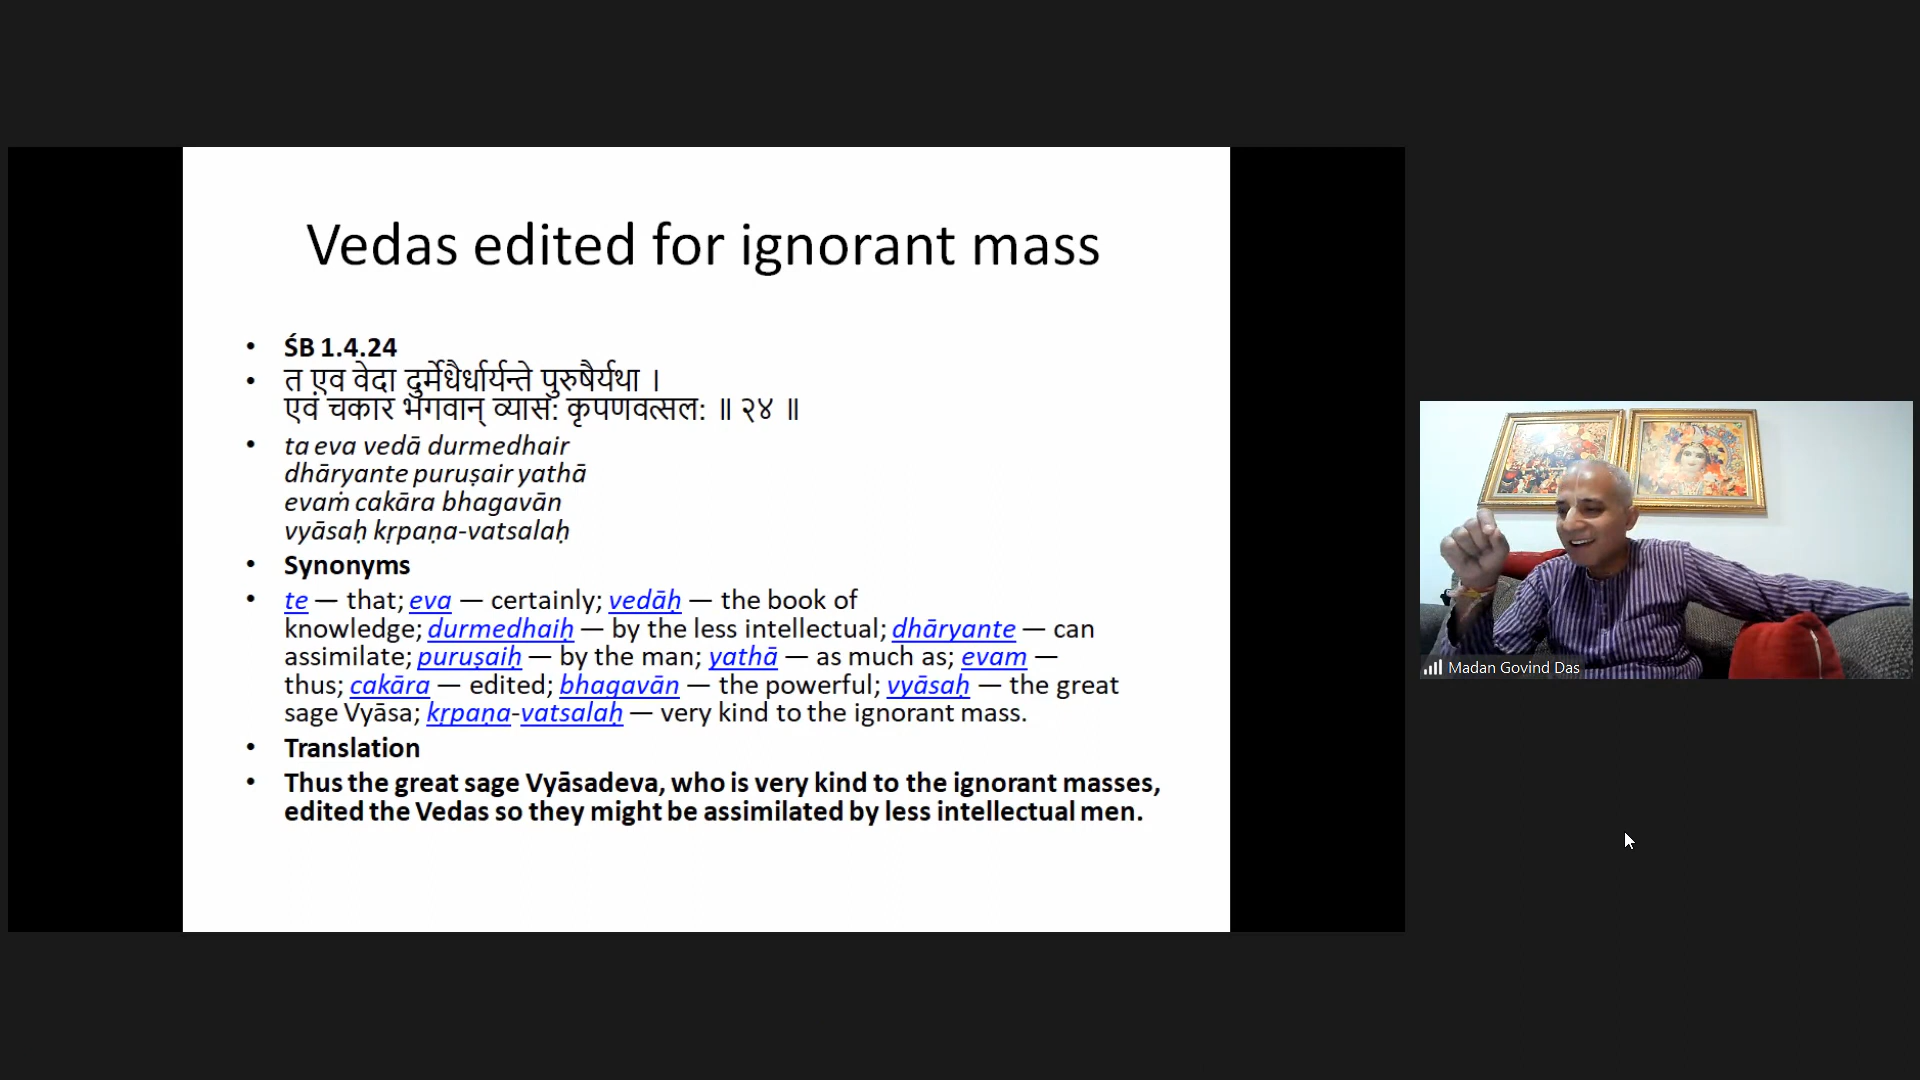 Vedas edited for ignorant mass
• ŚB 1.4.24
• त एव वेदा दुर्मेधैर्धार्यन्ते पुरुषैर्यथा ।
एवं चकार भगवान् व्यास: कृपणवत्सल: ॥ २४ ॥
• ta eva vedā durmedhair
dhāryante puruṣair yathā
evaṁ cakāra bhagavān
vyāsaḥ kṛpaṇa-vatsalaḥ
• Synonyms
• te — that; eva — certainly; vedāḥ — the book of
knowledge; durmedhaiḥ — by the less intellectual; dhāryante — can
assimilate; puruṣaiḥ — by the man; yathā — as much as; evam —
thus; cakāra — edited; bhagavān — the powerful; vyāsaḥ — the great
sage Vyāsa; kṛpaṇa-vatsalaḥ — very kind to the ignorant mass.
• Translation
• Thus the great sage Vyāsadeva, who is very kind to the ignorant masses,
edited the Vedas so they might be assimilated by less intellectual men.
Madan Govind Das